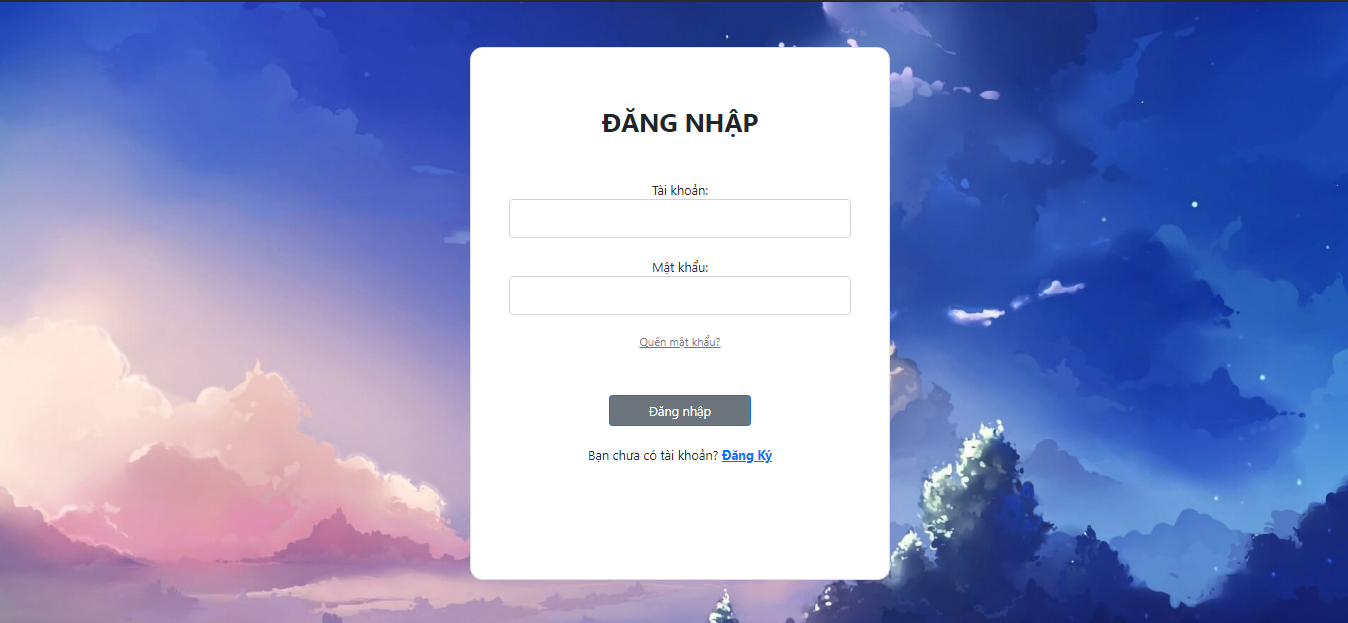 ĐĂNG NHẬP
Tài khoản:
Mật khẩu:
Quên mật khẩu?
Đăng nhập
Bạn chưa có tài khoản? Đăng Ký